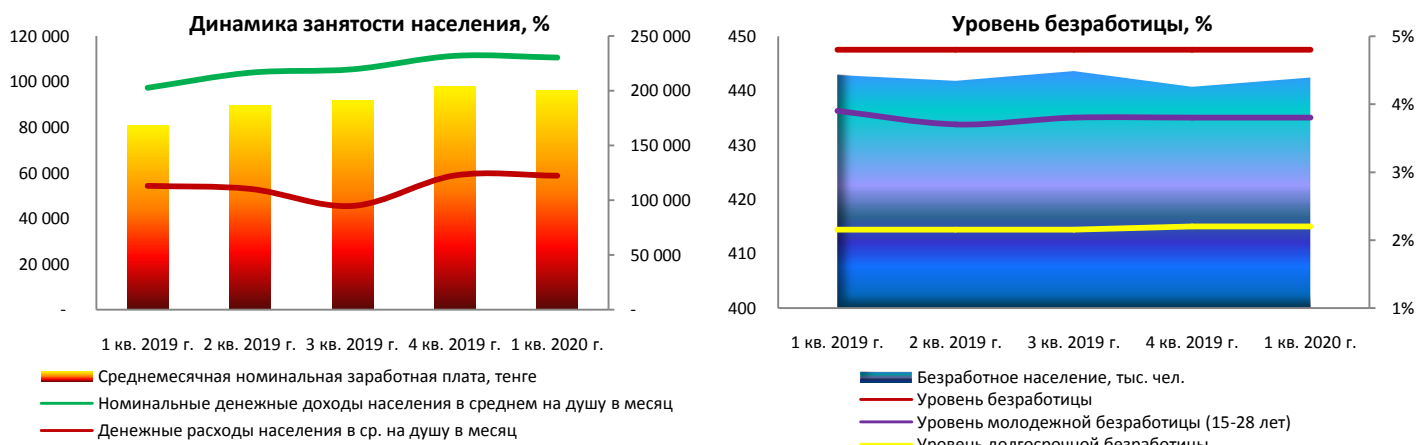 Динамика занятости населения, %
120 000
100 000
80 000
60 000
40 000
20 000
-
250 000
200 000
150 000
100 000
50 000
-
1 кв. 2019 г. 2 кв. 2019 г. 3 кв. 2019 г. 4 кв. 2019 г. 1 кв. 2020 г.
Среднемесячная номинальная заработная плата, тенге
Номинальные денежные доходы населения в среднем на душу в месяц
Денежные расходы населения в ср. на душу в месяц
Уровень безработицы, %
450
440
430
420
410
400
5%
4%
3%
2%
1%
1 кв. 2019 г. 2 кв. 2019 г. 3 кв. 2019 г. 4 кв. 2019 г. 1 кв. 2020 г.
Безработное население, тыс. чел.
Уровень безработицы
Уровень молодежной безработицы (15-28 лет)
Уровень долгосрочной безработицы